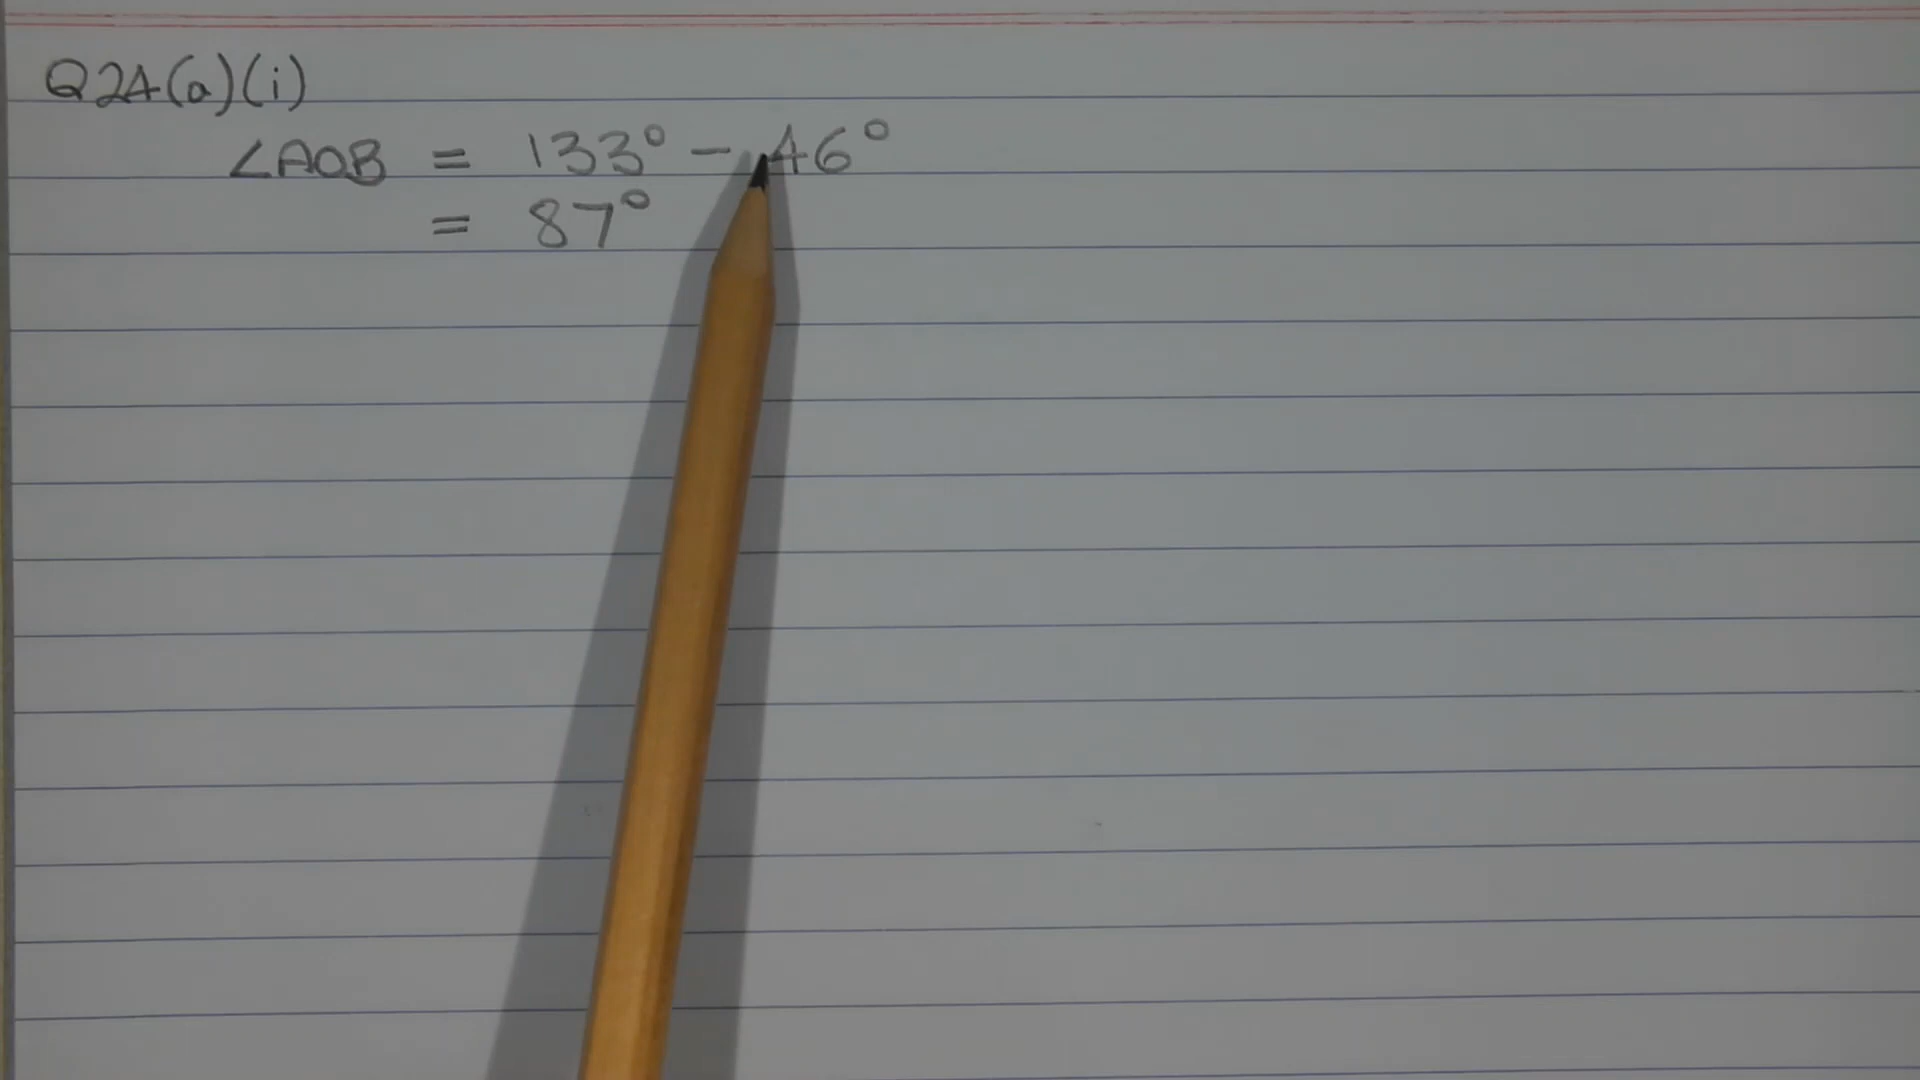 Q24(a)(i)
∠AOB = 133° - 46°
= 87°